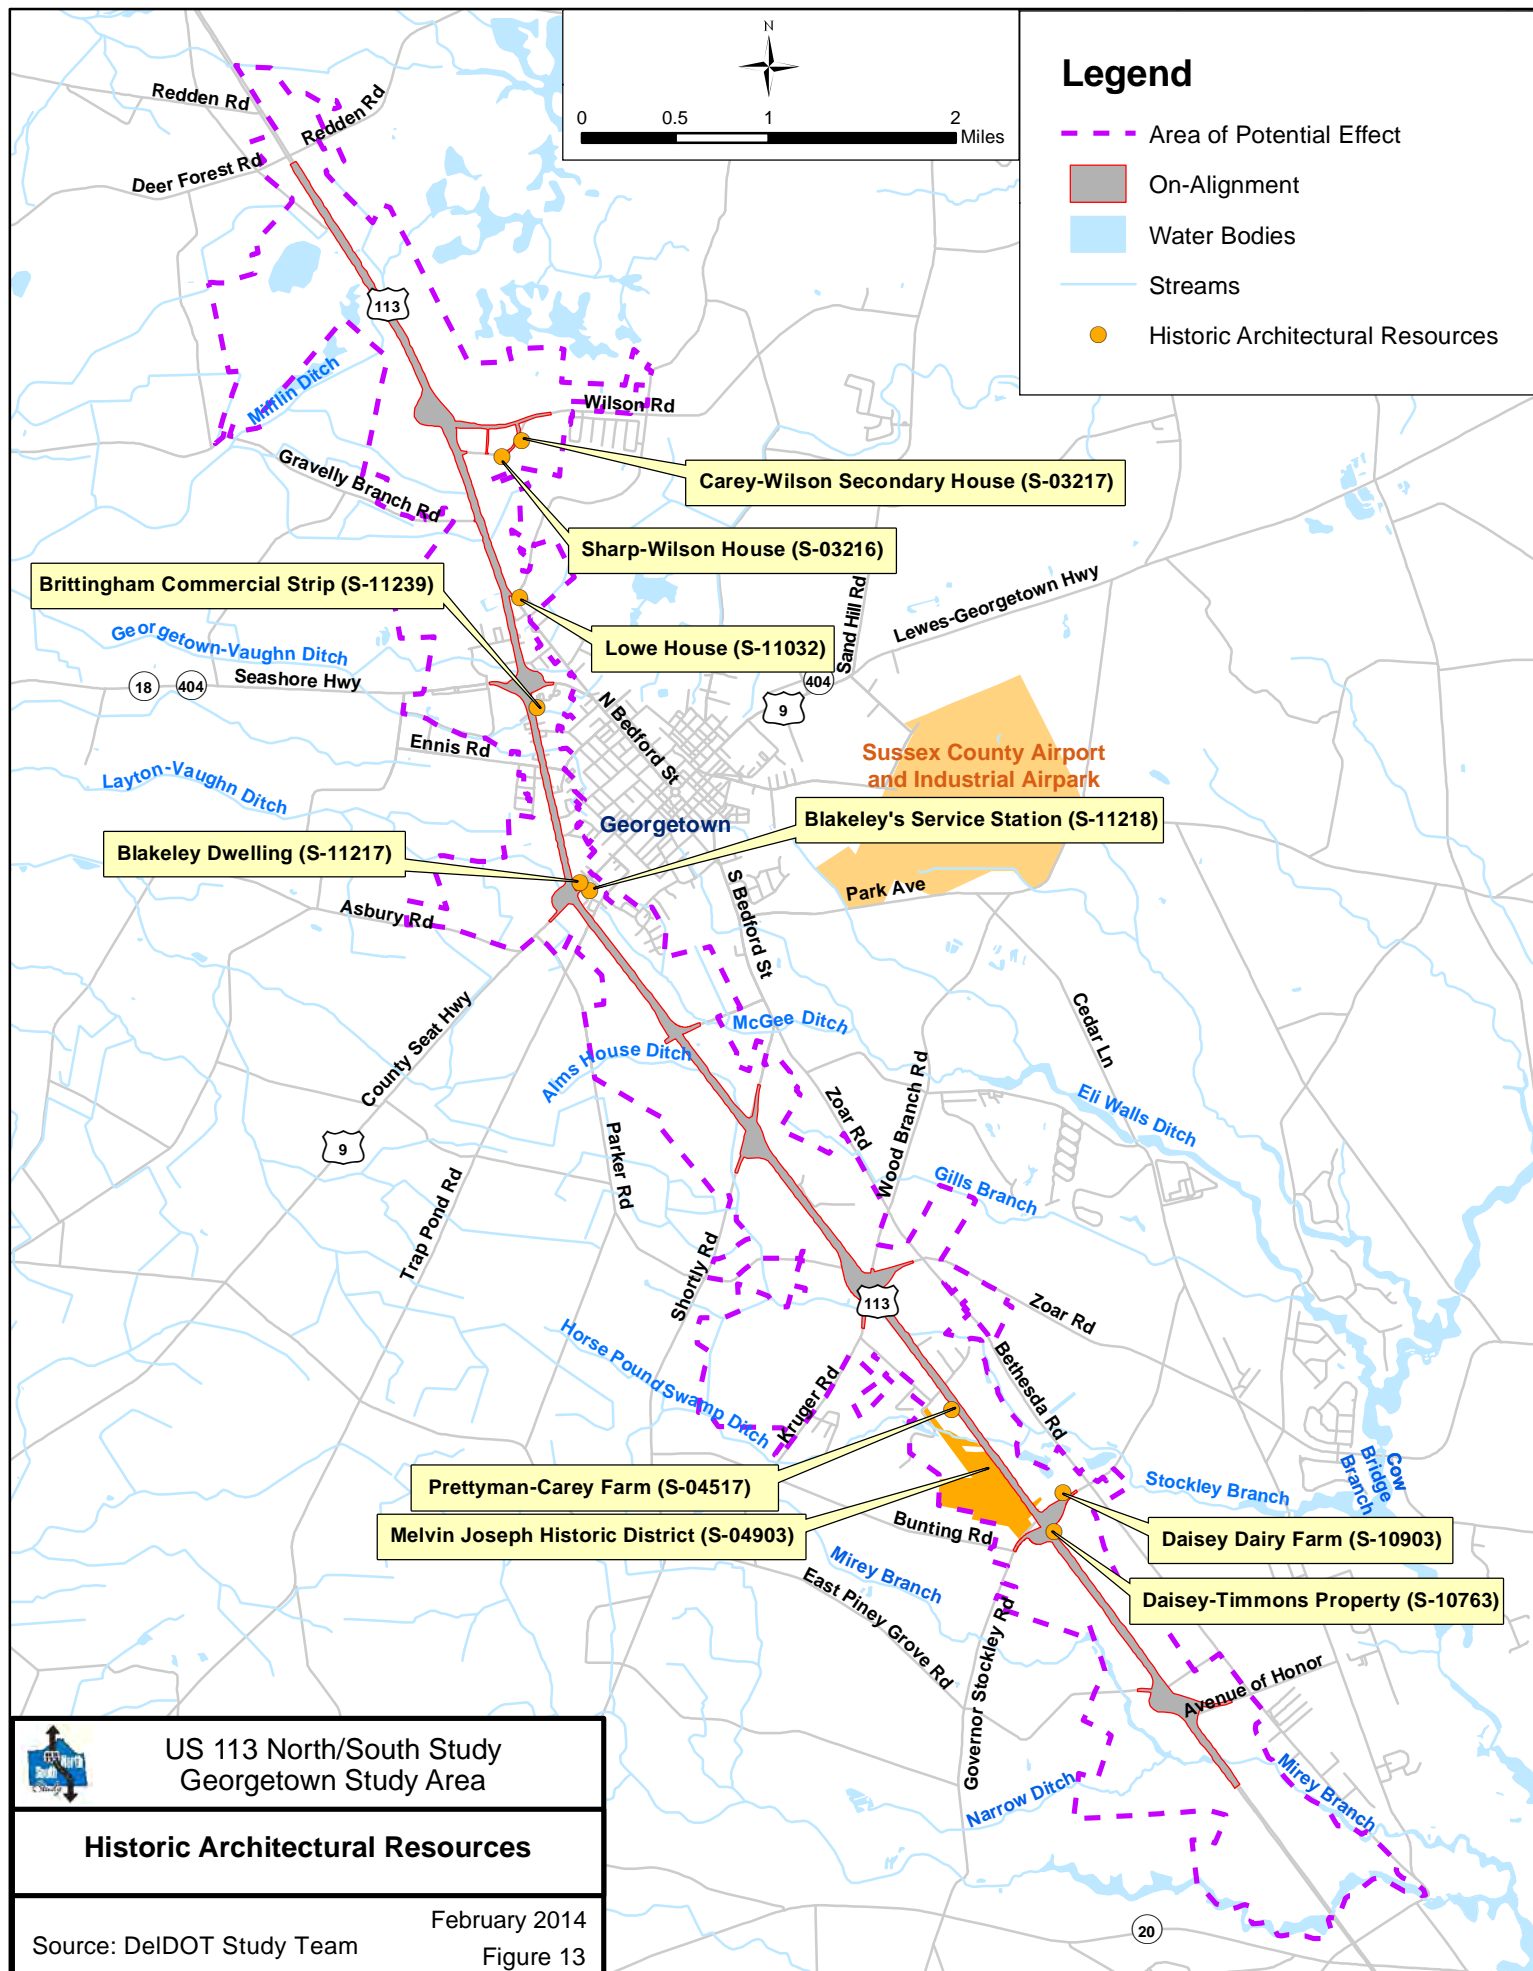 N
0 0.5 1 2
Miles
Legend
Area of Potential Effect
On-Alignment
Water Bodies
Streams
Historic Architectural Resources
Redden Rd
Redden Rd
Deer Forest Rd
113
Mifflin Ditch
Wilson Rd
Gravelly Branch Rd
Carey-Wilson Secondary House (S-03217)
Sharp-Wilson House (S-03216)
Brittingham Commercial Strip (S-11239)
Lewes-Georgetown Hwy
Sand Hill Rd
Georgetown-Vaughn Ditch
Lowe House (S-11032)
18 404
Seashore Hwy
404
9
N Bedford St
Ennis Rd
Sussex County Airport
and Industrial Airpark
Layton-Vaughn Ditch
Georgetown
Blakeley's Service Station (S-11218)
Blakeley Dwelling (S-11217)
Park Ave
S Bedford St
Asbury Rd
County Seat Hwy
McGee Ditch
Cedar Ln
Alms House Ditch
Eli Walls Ditch
Zoar Rd
Wood Branch Rd
9
Parker Rd
Gills Branch
Trap Pond Rd
Shortly Rd
113
Zoar Rd
Horse Pound Swamp Ditch
Bethesda Rd
Kruger Rd
Cow
Bridge
Branch
Prettyman-Carey Farm (S-04517)
Stockley Branch
Melvin Joseph Historic District (S-04903)
Bunting Rd
Daisey Dairy Farm (S-10903)
Mirey Branch
East Piney Grove Rd
Daisey-Timmons Property (S-10763)
Governor Stockley Rd
Avenue of Honor
Narrow Ditch
Mirey Branch
20
US 113 North/South Study
Georgetown Study Area
Historic Architectural Resources
February 2014
Source: DelDOT Study Team
Figure 13